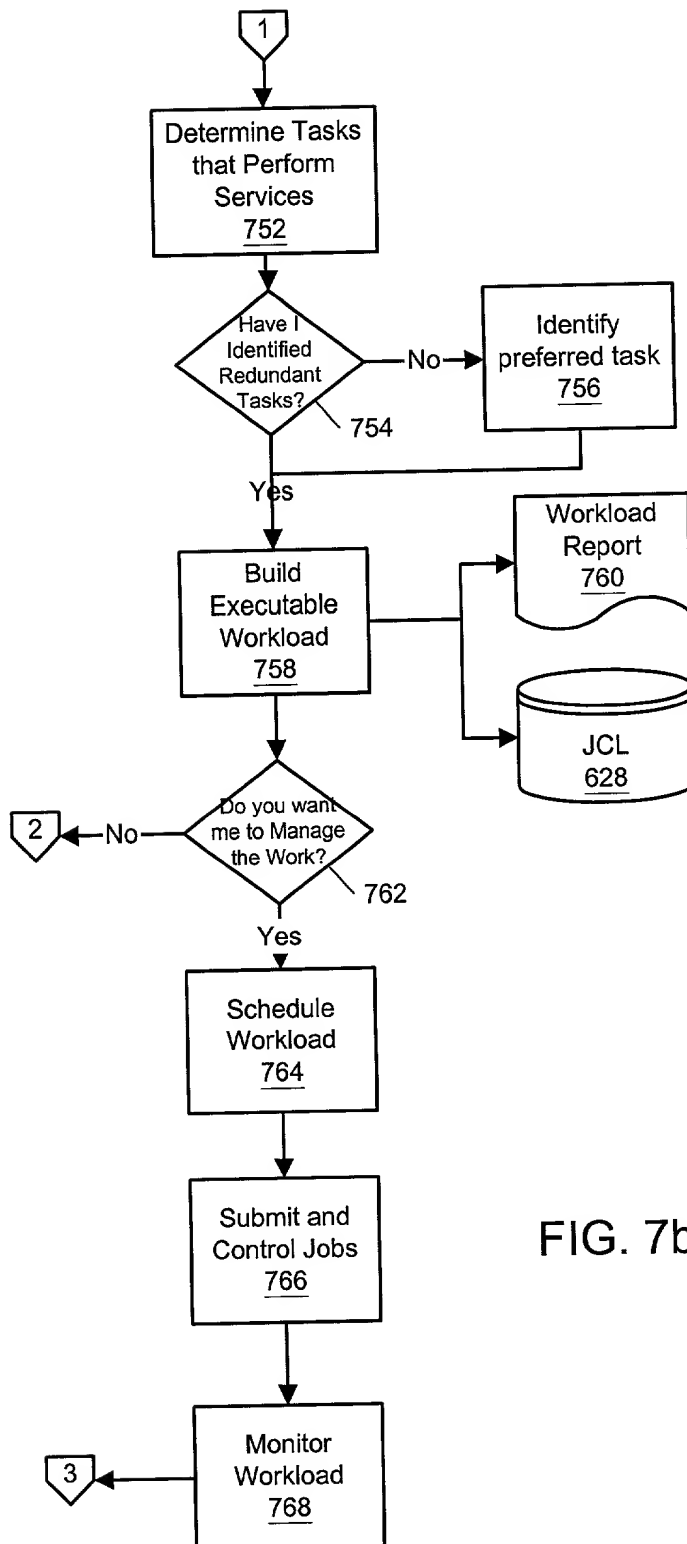 1
Determine Tasks
that Perform
Services
752
Have I
Identified
Redundant
Tasks?
754
No
Identify
preferred task
756
Yes
Build
Executable
Workload
758
Workload
Report
760
JCL
628
Do you want
me to Manage
the Work?
762
No
2
Yes
Schedule
Workload
764
Submit and
Control Jobs
766
FIG. 7b
Monitor
Workload
768
3